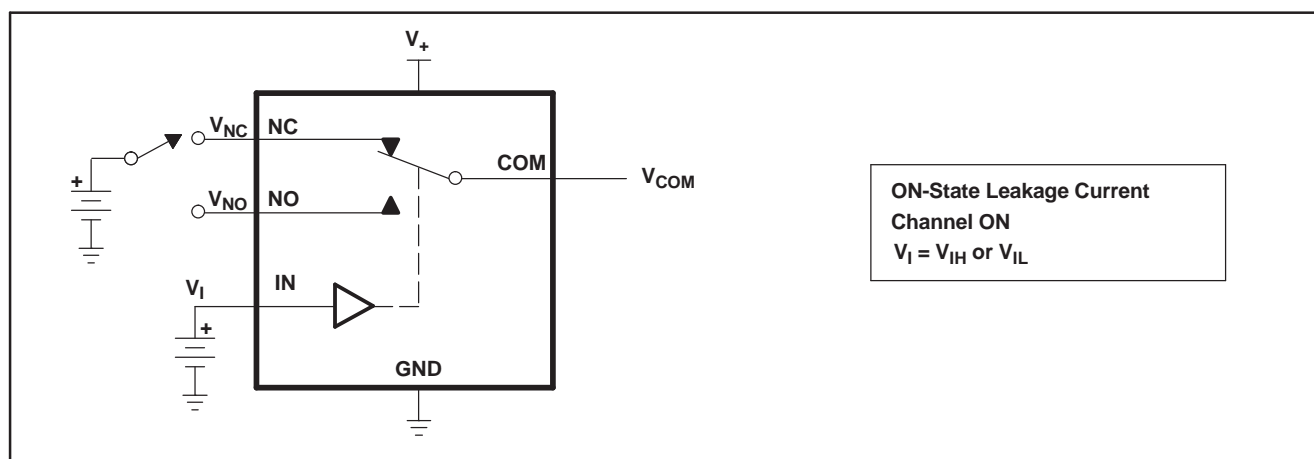 V+
VNC NC
COM
VCOM
+
VNO NO
VI IN
+
GND
ON-State Leakage Current
Channel ON
VI = VIH or VIL